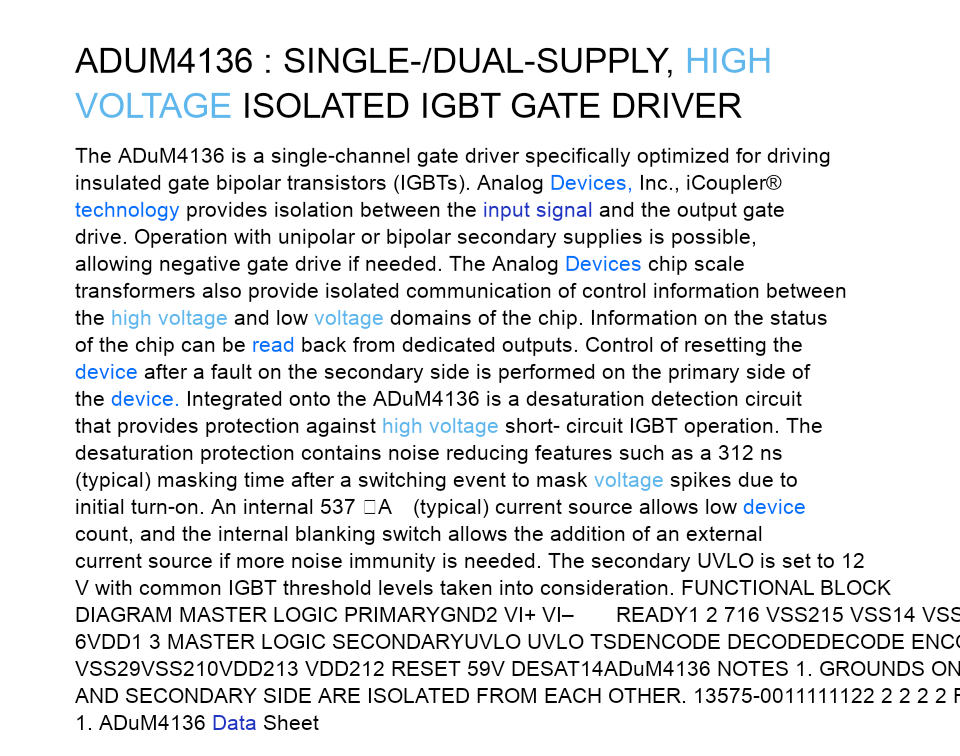 ADUM4136 : SINGLE-/DUAL-SUPPLY, HIGH
VOLTAGE ISOLATED IGBT GATE DRIVER
The ADuM4136 is a single-channel gate driver specifically optimized for driving
insulated gate bipolar transistors (IGBTs). Analog Devices, Inc., iCoupler®
technology provides isolation between the input signal and the output gate
drive. Operation with unipolar or bipolar secondary supplies is possible,
allowing negative gate drive if needed. The Analog Devices chip scale
transformers also provide isolated communication of control information between
the high voltage and low voltage domains of the chip. Information on the status
of the chip can be read back from dedicated outputs. Control of resetting the
device after a fault on the secondary side is performed on the primary side of
the device. Integrated onto the ADuM4136 is a desaturation detection circuit
that provides protection against high voltage short- circuit IGBT operation. The
desaturation protection contains noise reducing features such as a 312 ns
(typical) masking time after a switching event to mask voltage spikes due to
initial turn-on. An internal 537 □A (typical) current source allows low device
count, and the internal blanking switch allows the addition of an external
current source if more noise immunity is needed. The secondary UVLO is set to 12
V with common IGBT threshold levels taken into consideration. FUNCTIONAL BLOCK
DIAGRAM MASTER LOGIC PRIMARYGND2 VI+ VI– READY1 2 716 VSS215 VSS14 VSS
6VDD1 3 MASTER LOGIC SECONDARYUVLO UVLO TSDENCODE DECODEDECODE ENCO
VSS29VSS210VDD213 VDD212 RESET 59V DESAT14ADuM4136 NOTES 1. GROUNDS ON
AND SECONDARY SIDE ARE ISOLATED FROM EACH OTHER. 13575-0011111122 2 2 2 2 F
1. ADuM4136 Data Sheet